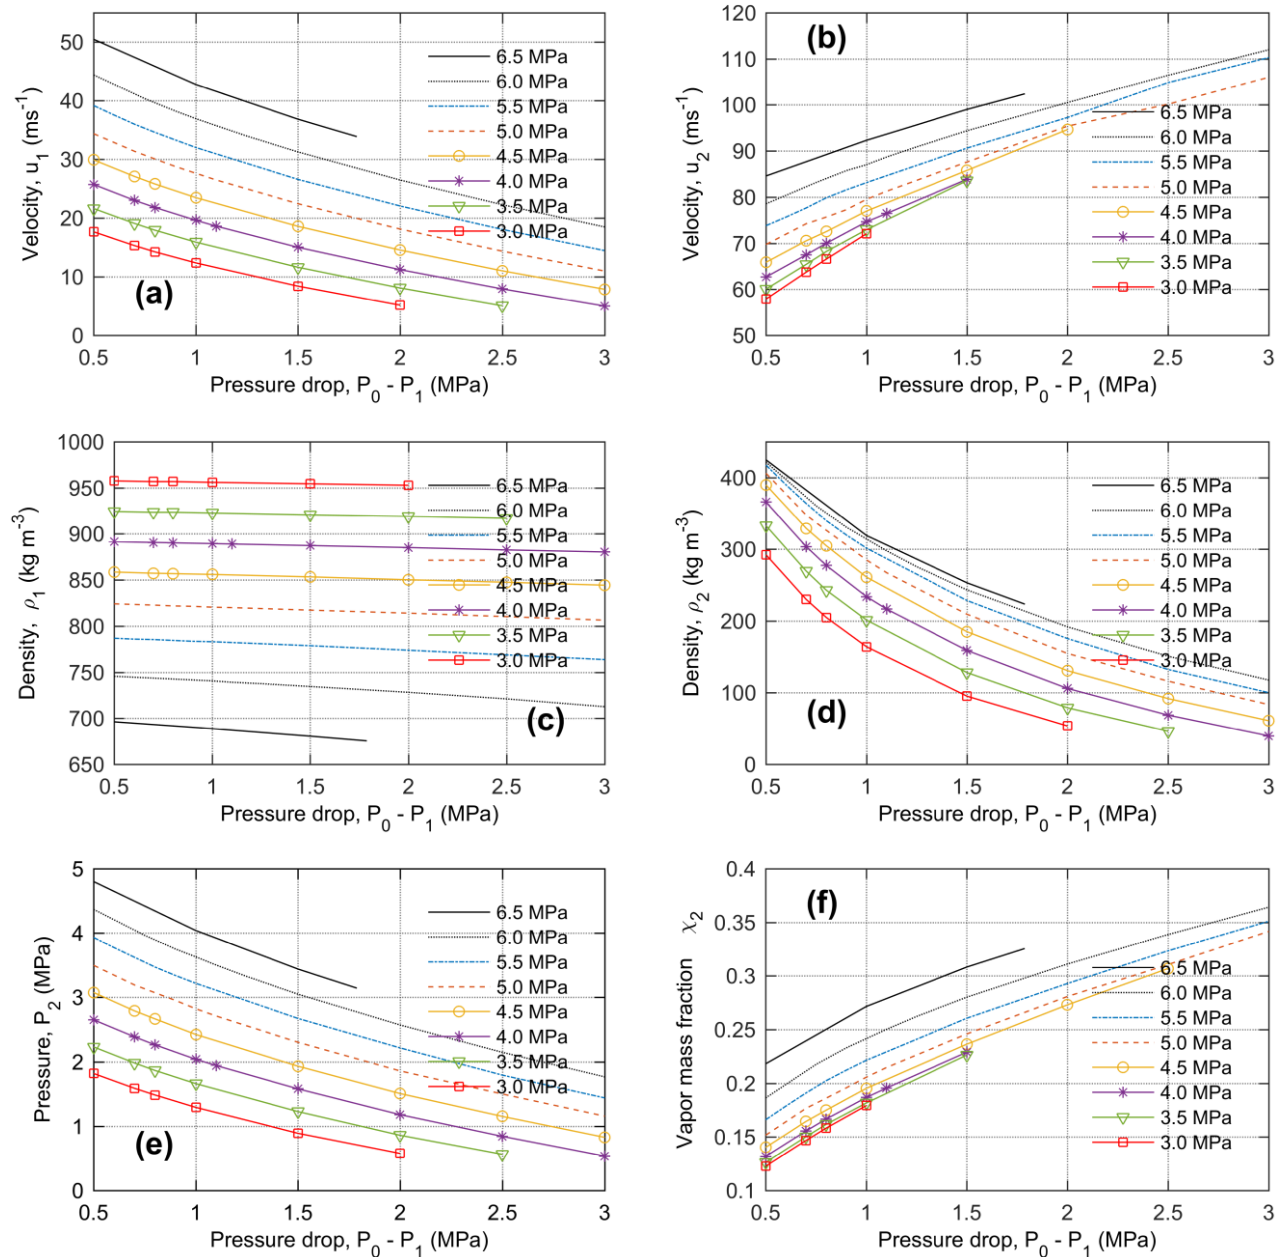 (a)
Velocity, u1 (ms-1)
50
40
30
20
10
0
0.5 1 1.5 2 2.5 3
Pressure drop, P0 - P1 (MPa)
6.5 MPa
6.0 MPa
5.5 MPa
5.0 MPa
4.5 MPa
4.0 MPa
3.5 MPa
3.0 MPa
(b)
Velocity, u2 (ms-1)
120
110
100
90
80
70
60
50
0.5 1 1.5 2 2.5 3
Pressure drop, P0 - P1 (MPa)
6.5 MPa
6.0 MPa
5.5 MPa
5.0 MPa
4.5 MPa
4.0 MPa
3.5 MPa
3.0 MPa
(c)
Density, ρ1 (kg m-3)
1000
950
900
850
800
750
700
650
0.5 1 1.5 2 2.5 3
Pressure drop, P0 - P1 (MPa)
6.5 MPa
6.0 MPa
5.5 MPa
5.0 MPa
4.5 MPa
4.0 MPa
3.5 MPa
3.0 MPa
(d)
Density, ρ2 (kg m-3)
400
300
200
100
0
0.5 1 1.5 2 2.5 3
Pressure drop, P0 - P1 (MPa)
6.5 MPa
6.0 MPa
5.5 MPa
5.0 MPa
4.5 MPa
4.0 MPa
3.5 MPa
3.0 MPa
(e)
Pressure, P2 (MPa)
5
4
3
2
1
0
0.5 1 1.5 2 2.5 3
Pressure drop, P0 - P1 (MPa)
6.5 MPa
6.0 MPa
5.5 MPa
5.0 MPa
4.5 MPa
4.0 MPa
3.5 MPa
3.0 MPa
(f)
Vapor mass fraction χ2
0.4
0.35
0.3
0.25
0.2
0.15
0.1
0.5 1 1.5 2 2.5 3
Pressure drop, P0 - P1 (MPa)
6.5 MPa
6.0 MPa
5.5 MPa
5.0 MPa
4.5 MPa
4.0 MPa
3.5 MPa
3.0 MPa